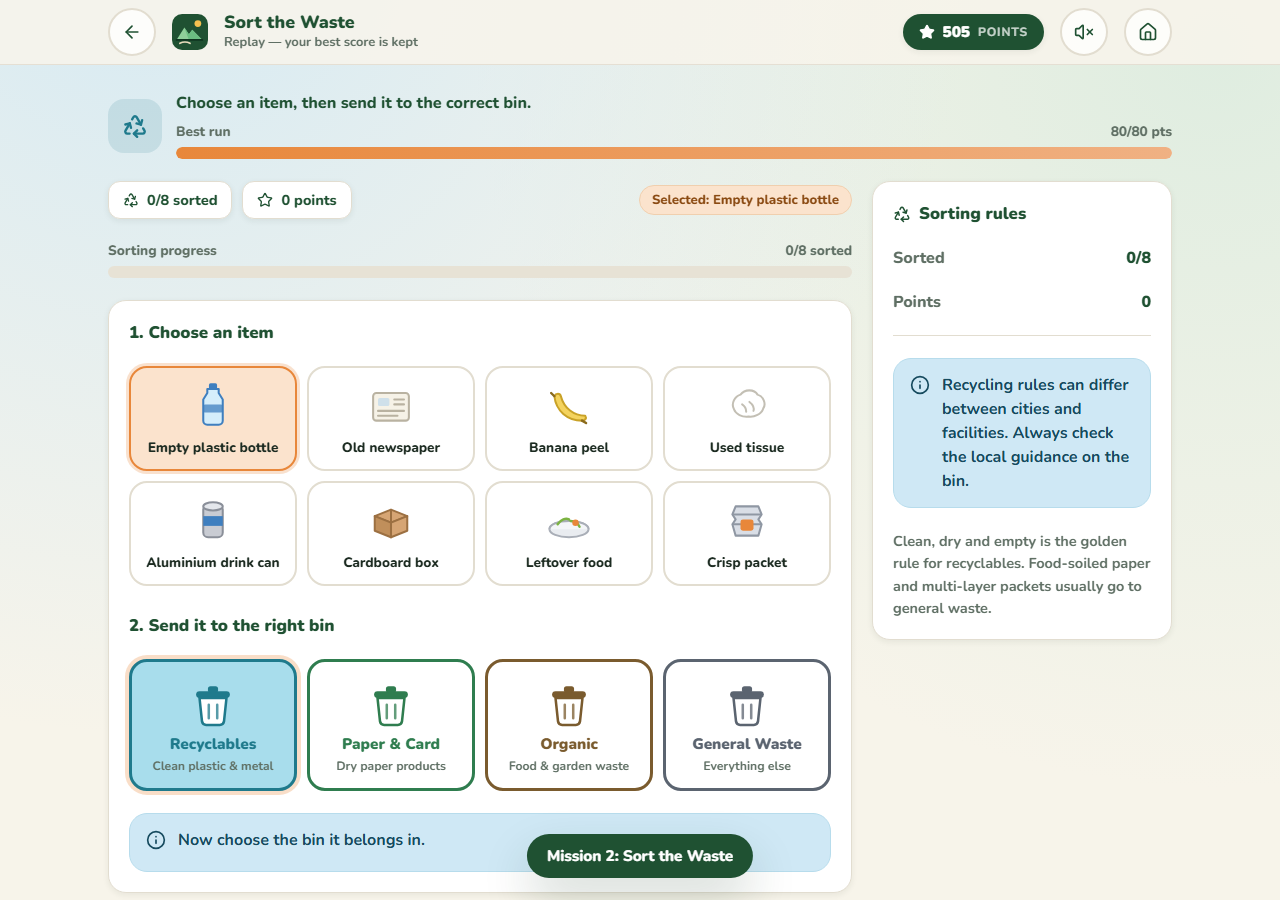 Sort the Waste
Replay — your best score is kept
505 POINTS
Choose an item, then send it to the correct bin.
Best run
80/80 pts
0/8 sorted
0 points
Selected: Empty plastic bottle
Sorting progress
0/8 sorted
1. Choose an item
Empty plastic bottle
Old newspaper
Banana peel
Used tissue
Aluminium drink can
Cardboard box
Leftover food
Crisp packet
2. Send it to the right bin
Recyclables
Clean plastic & metal
Paper & Card
Dry paper products
Organic
Food & garden waste
General Waste
Everything else
Now choose the bin it belongs in.
Mission 2: Sort the Waste
Sorting rules
Sorted
0/8
Points
0
Recycling rules can differ
between cities and
facilities. Always check
the local guidance on the
bin.
Clean, dry and empty is the golden
rule for recyclables. Food-soiled paper
and multi-layer packets usually go to
general waste.